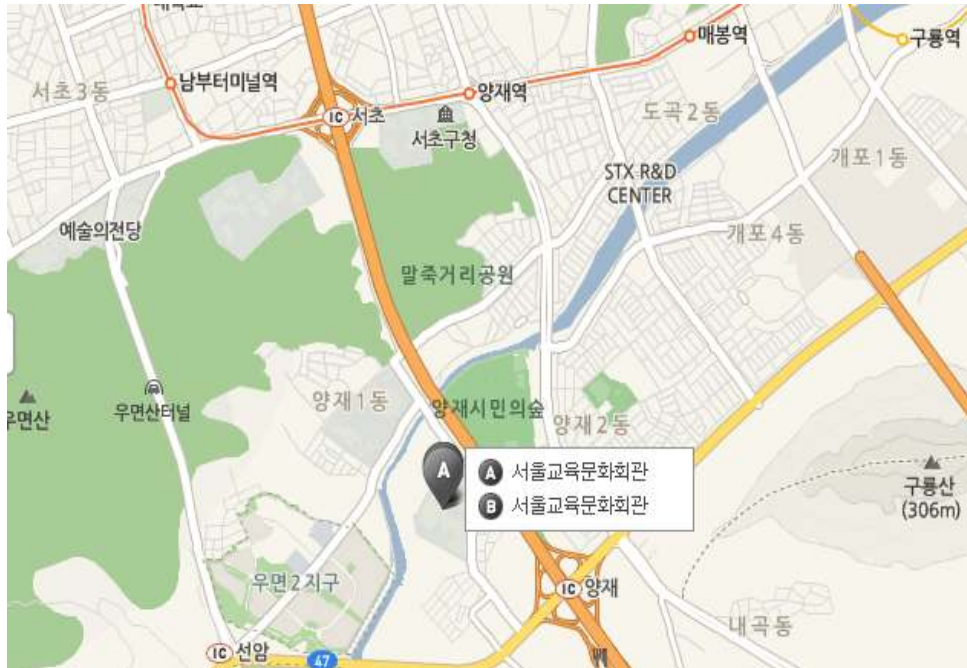 매봉역
구룡역
남부터미널역
서초3동
양재역
도곡2동
IC 서초
서초구청
개포1동
STX R&D
CENTER
예술의전당
개포4동
말죽거리공원
양재1동
양재시민의숲
우면산터널
양재2동
A
A 서울교육문화회관
B 서울교육문화회관
구룡산
(306m)
우면2지구
IC 양재
내곡동
IC 선암
47